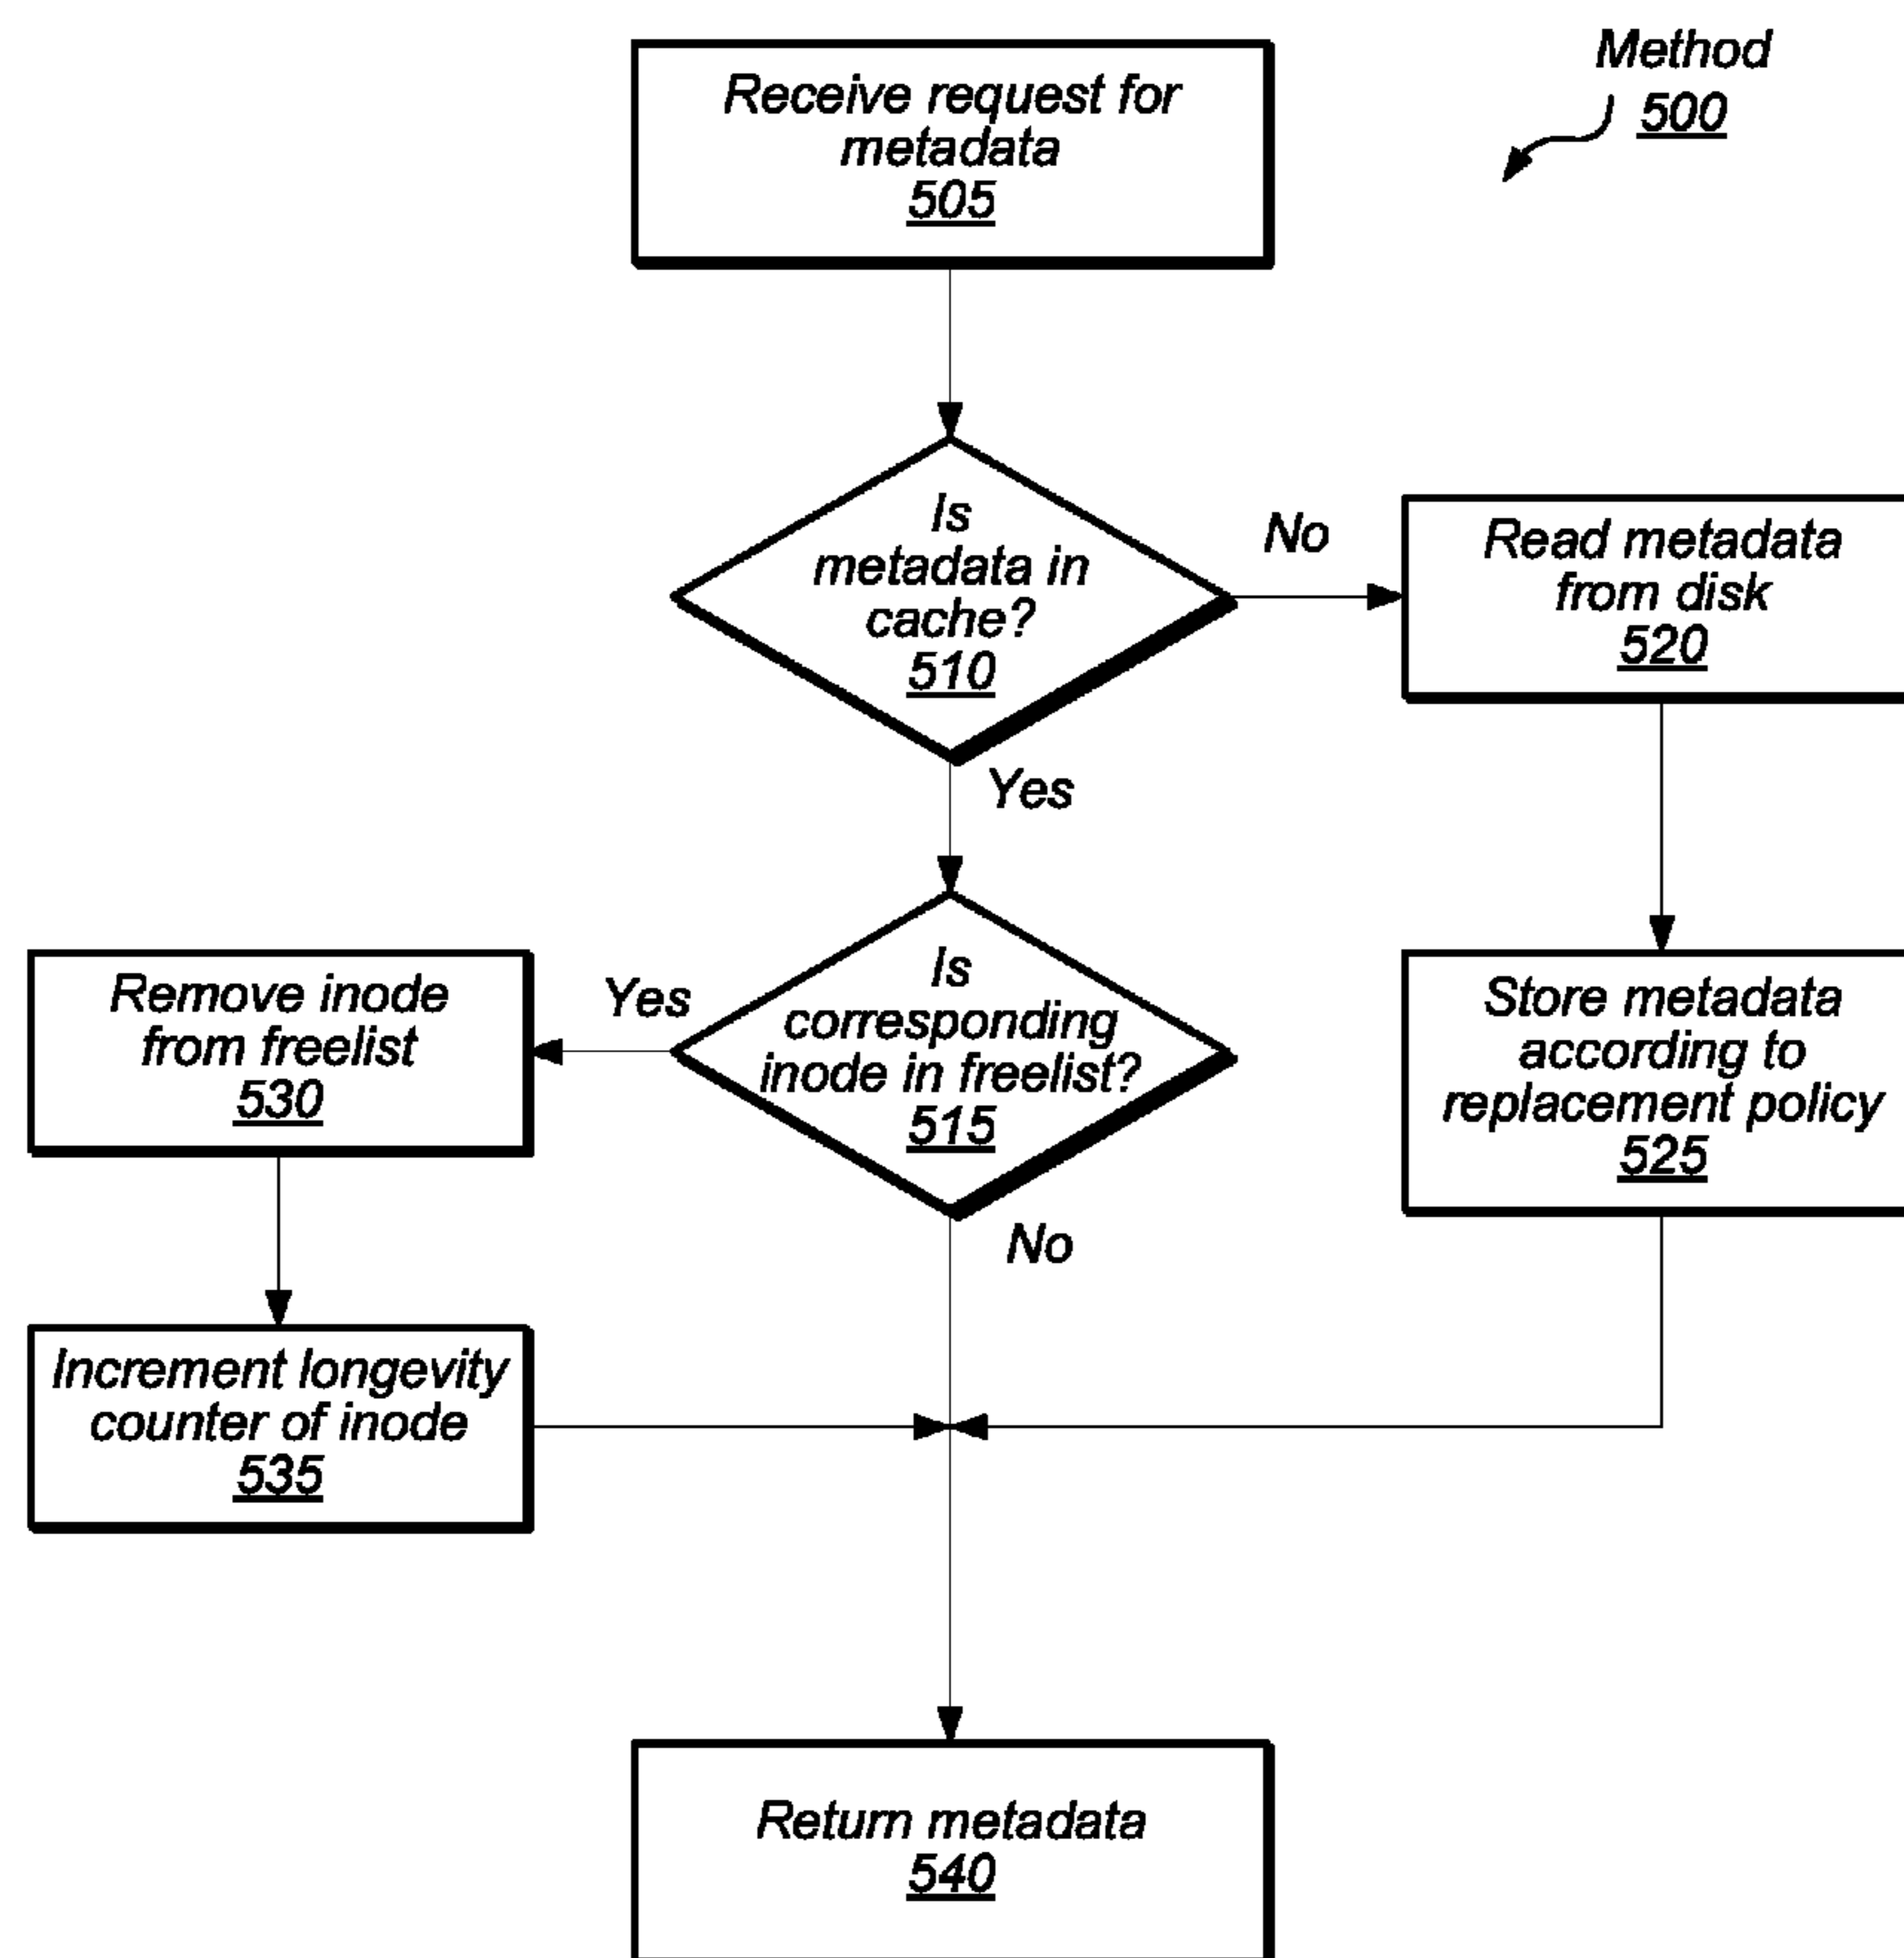 Method
500
Receive request for
metadata
505
Is
metadata in
cache?
510
No
Read metadata
from disk
520
Yes
Is
corresponding
inode in freelist?
515
Yes
Remove inode
from freelist
530
Store metadata
according to
replacement policy
525
No
Increment longevity
counter of inode
535
Return metadata
540